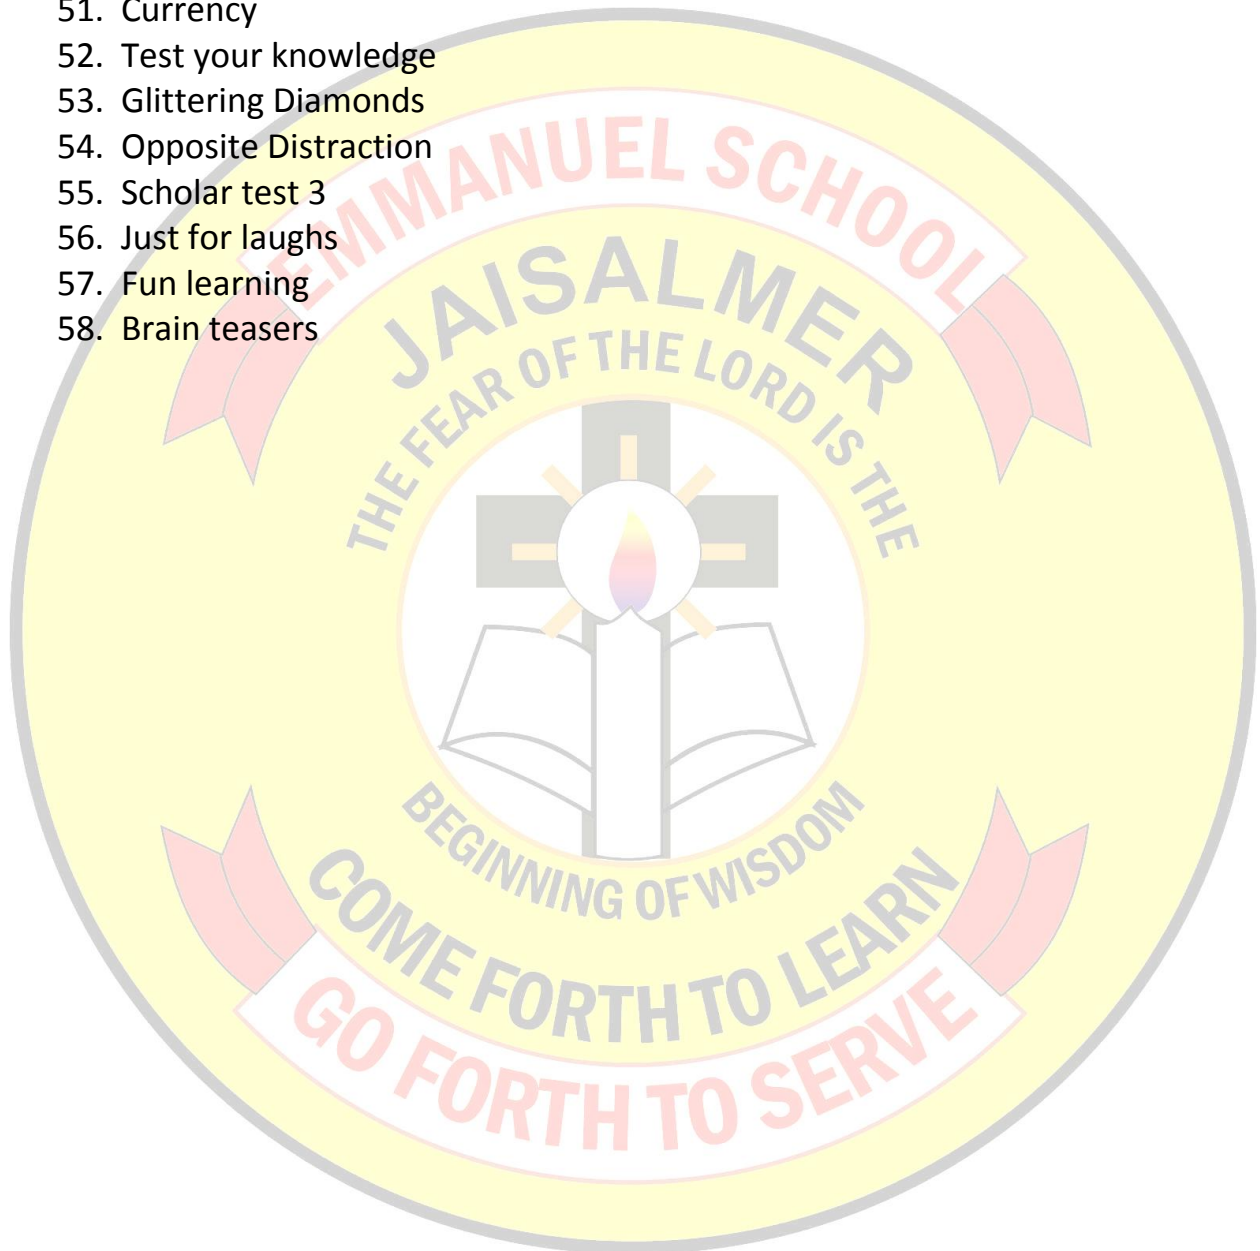 51. Currency
52. Test your knowledge
53. Glittering Diamonds
54. Opposite Distraction
55. Scholar test 3
56. Just for laughs
57. Fun learning
58. Brain teasers
EMMANUEL SCHOOL
JAISALMER
THE FEAR OF THE LORD IS THE
BEGINNING OF WISDOM
COME FORTH TO LEARN
GO FORTH TO SERVE